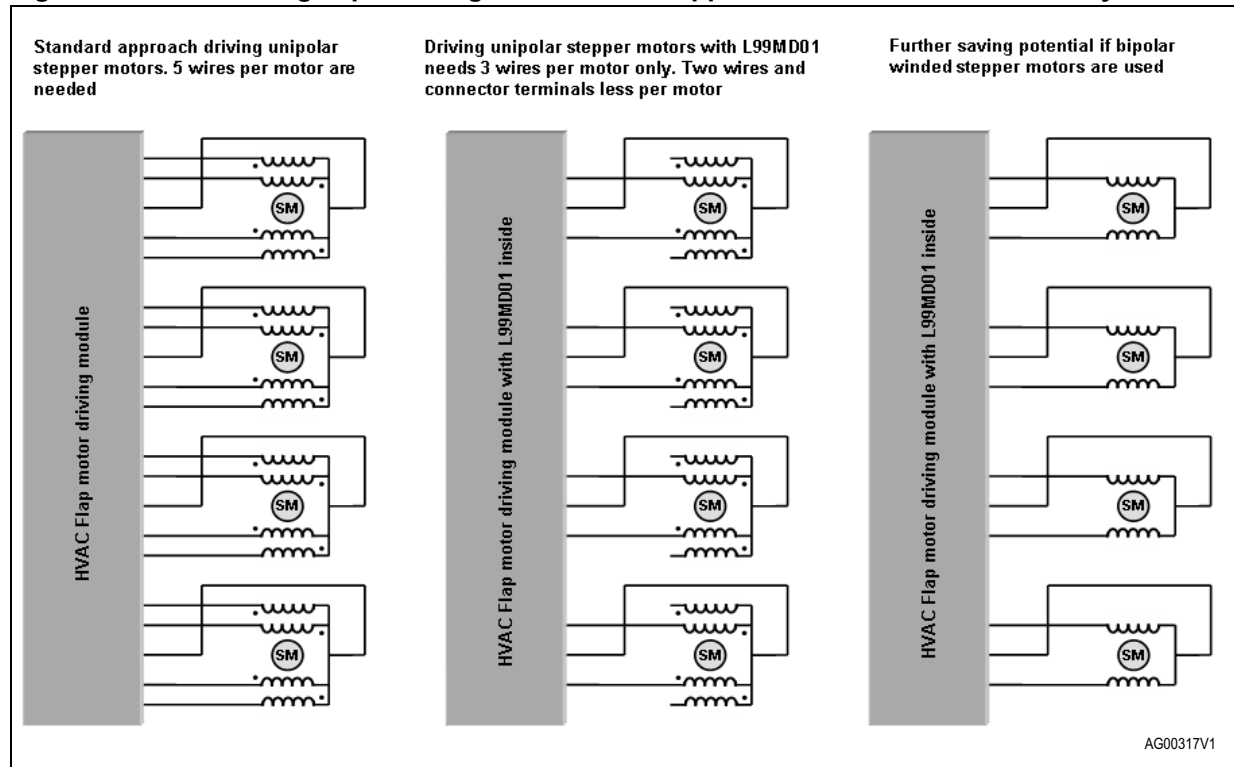 Standard approach driving unipolar
stepper motors. 5 wires per motor are
needed
Driving unipolar stepper motors with L99MD01
needs 3 wires per motor only. Two wires and
connector terminals less per motor
Further saving potential if bipolar
winded stepper motors are used
HVAC Flap motor driving module
SM
SM
SM
SM
HVAC Flap motor driving module with L99MD01 inside
SM
SM
SM
SM
HVAC Flap motor driving module with L99MD01 inside
SM
SM
SM
SM
AG00317V1